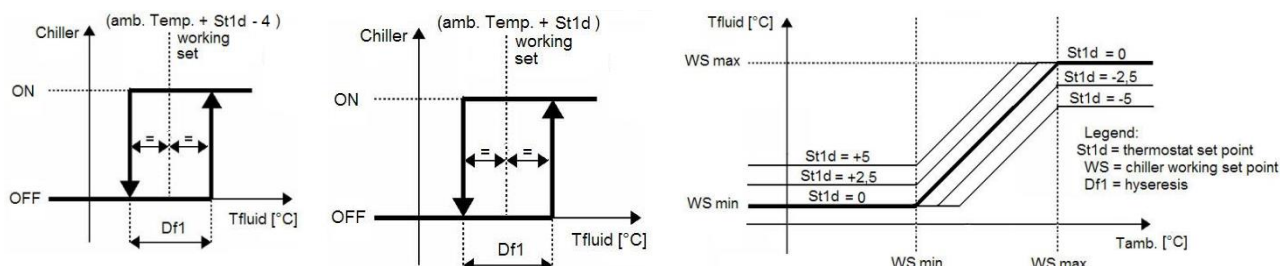 (amb. Temp. + St1d - 4)
Chiller
working
set
ON
=
=
OFF
Tfluid [°C]
Df1
(amb. Temp. + St1d)
Chiller
working
set
ON
=
=
OFF
Tfluid [°C]
Df1
Tfluid [°C]
WS max
St1d = 0
St1d = -2,5
St1d = -5
Legend:
St1d = thermostat set point
WS = chiller working set point
Df1 = hyseresis
St1d = +5
St1d = +2,5
St1d = 0
WS min
Tamb. [°C]
WS min
WS max